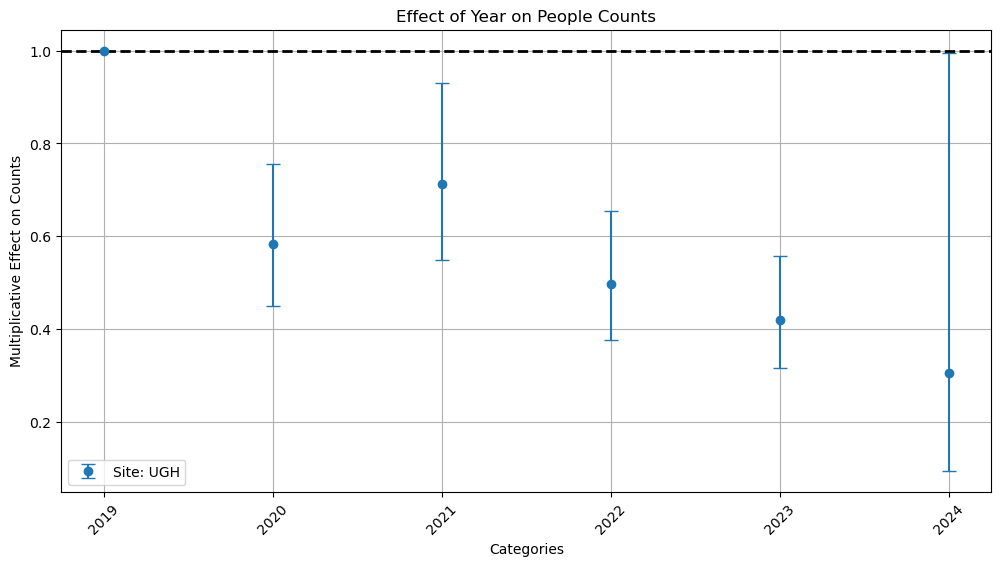 Effect of Year on People Counts
Multiplicative Effect on Counts
1.0
0.8
0.6
0.4
0.2
Site: UGH
2019
2020
2021
2022
2023
2024
Categories